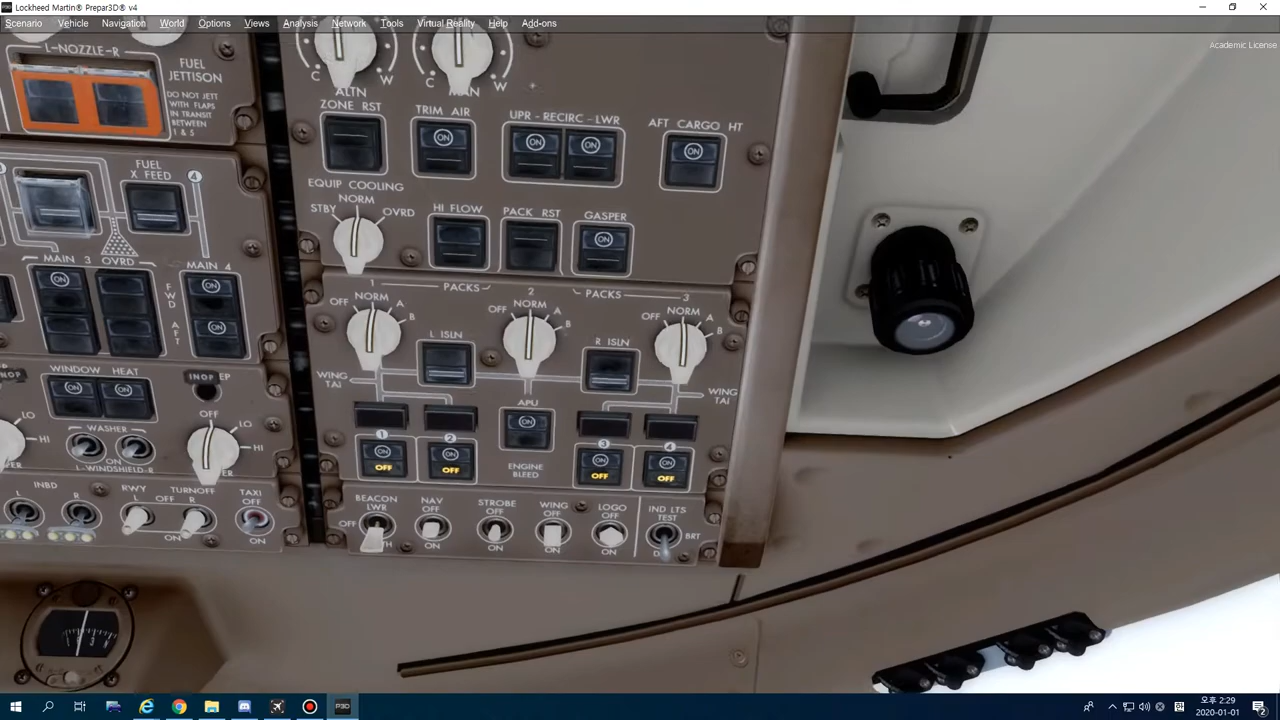 Lockheed Martin® Prepar3D® v4
Scenario Vehicle Navigation Options Views Analysis Network Tools Virtual Reality Help Add-ons
Academic License
L-NOZZLE-R
FUEL
JETTISON
DO NOT JETT
WITH FLAPS
IN TRANSIT
BETWEEN
1 & 5
C W C W
ALTN MAN
ZONE RST TRIM AIR UPR - RECIRC - LWR AFT CARGO HT
ON ON ON ON
FUEL
X FEED
4
EQUIP COOLING
NORM
STBY OVRD HI FLOW PACK RST GASPER
ON
MAIN 3 OVRD MAIN 4
ON ON
ON
F
W
D
A
F
T
1 PACKS 2 PACKS 3
OFF NORM A B OFF NORM A B OFF NORM A B
L ISLN R ISLN
WING
TAI
WING
TAI
APU
ON
ENGINE
BLEED
1 2 3 4
ON ON ON ON
OFF OFF OFF OFF
WINDOW HEAT
ON ON
INOP
LO
HI
WASHER
ON
L-WINDSHIELD-R
OFF
LO
HI
INBD
L R
RWY TURNOFF
L OFF R
ON
TAXI
OFF
ON
BEACON
LWR
OFF
NAV
OFF
ON
STROBE
OFF
ON
WING
OFF
ON
LOGO
OFF
ON
IND LTS
TEST
BRT
P3D
오후 2:29
2020-01-01
2